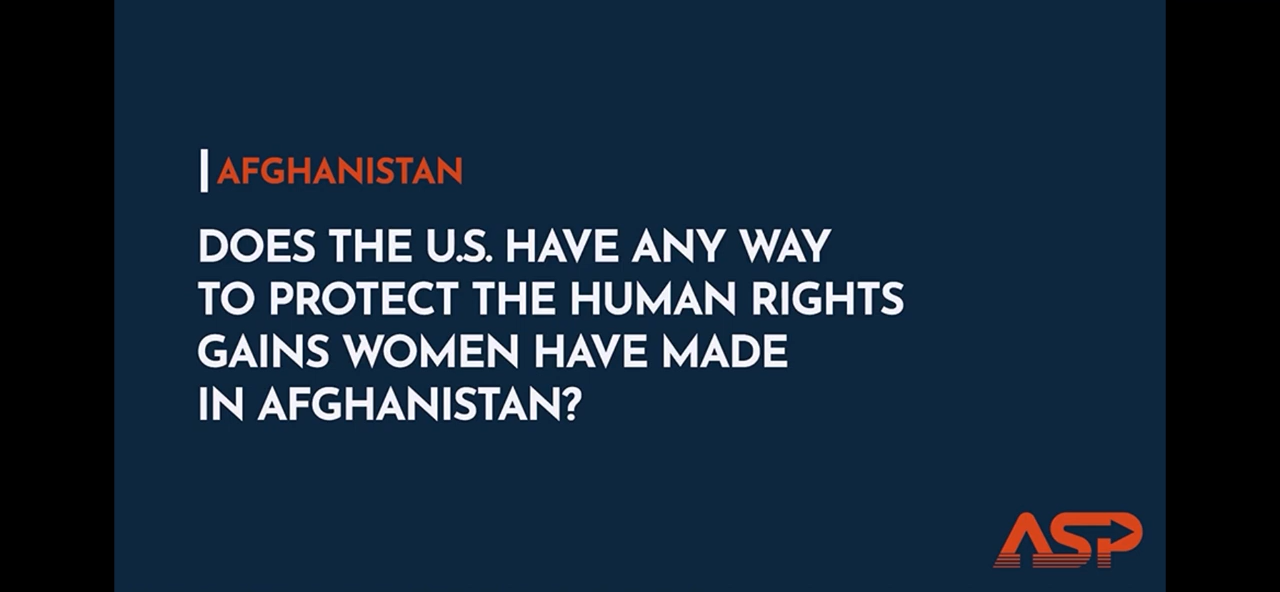 AFGHANISTAN
DOES THE U.S. HAVE ANY WAY
TO PROTECT THE HUMAN RIGHTS
GAINS WOMEN HAVE MADE
IN AFGHANISTAN?
ASP